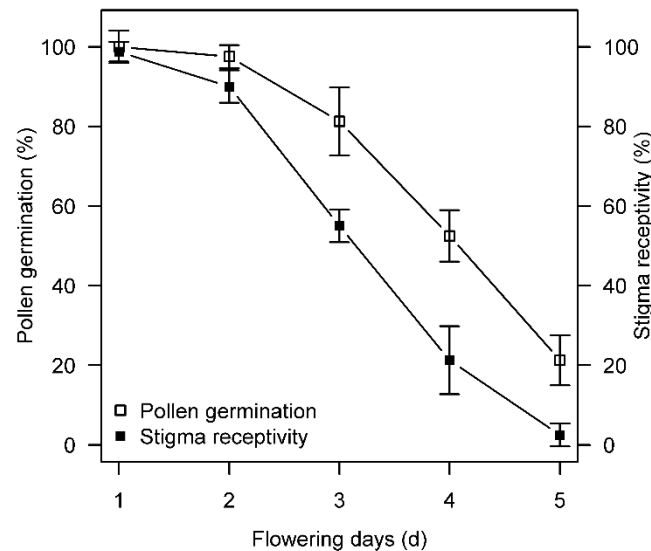 100
80
60
40
20
0
Pollen germination (%)
Pollen germination
Stigma receptivity
100
80
60
40
20
0
Stigma receptivity (%)
1 2 3 4 5
Flowering days (d)